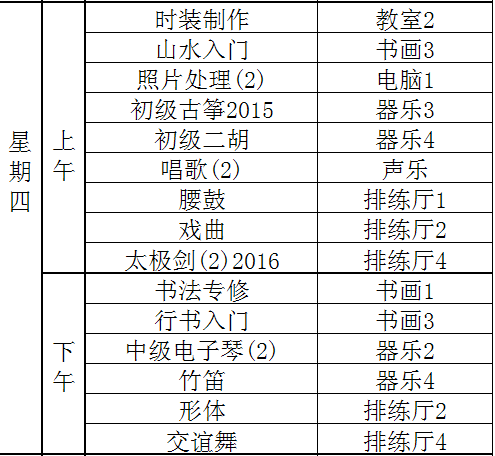 星期四
上午
时装制作 教室2
山水入门 书画3
照片处理(2) 电脑1
初级古筝2015 器乐3
初级二胡 器乐4
唱歌(2) 声乐
腰鼓 排练厅1
戏曲 排练厅2
太极剑(2)2016 排练厅4
下午
书法专修 书画1
行书入门 书画3
中级电子琴(2) 器乐2
竹笛 器乐4
形体 排练厅2
交谊舞 排练厅4